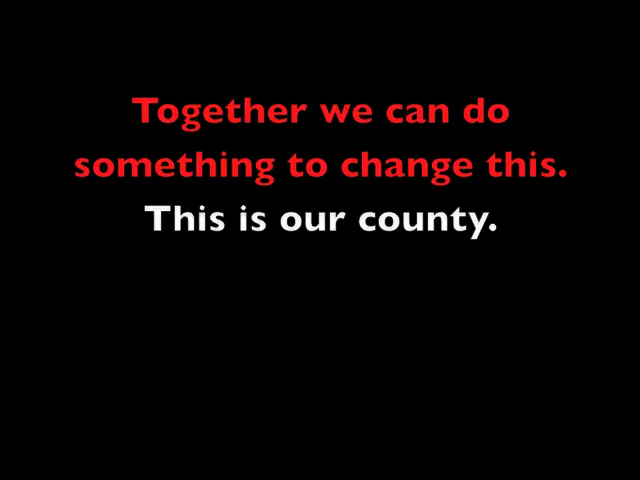 Together we can do
something to change this.
This is our county.